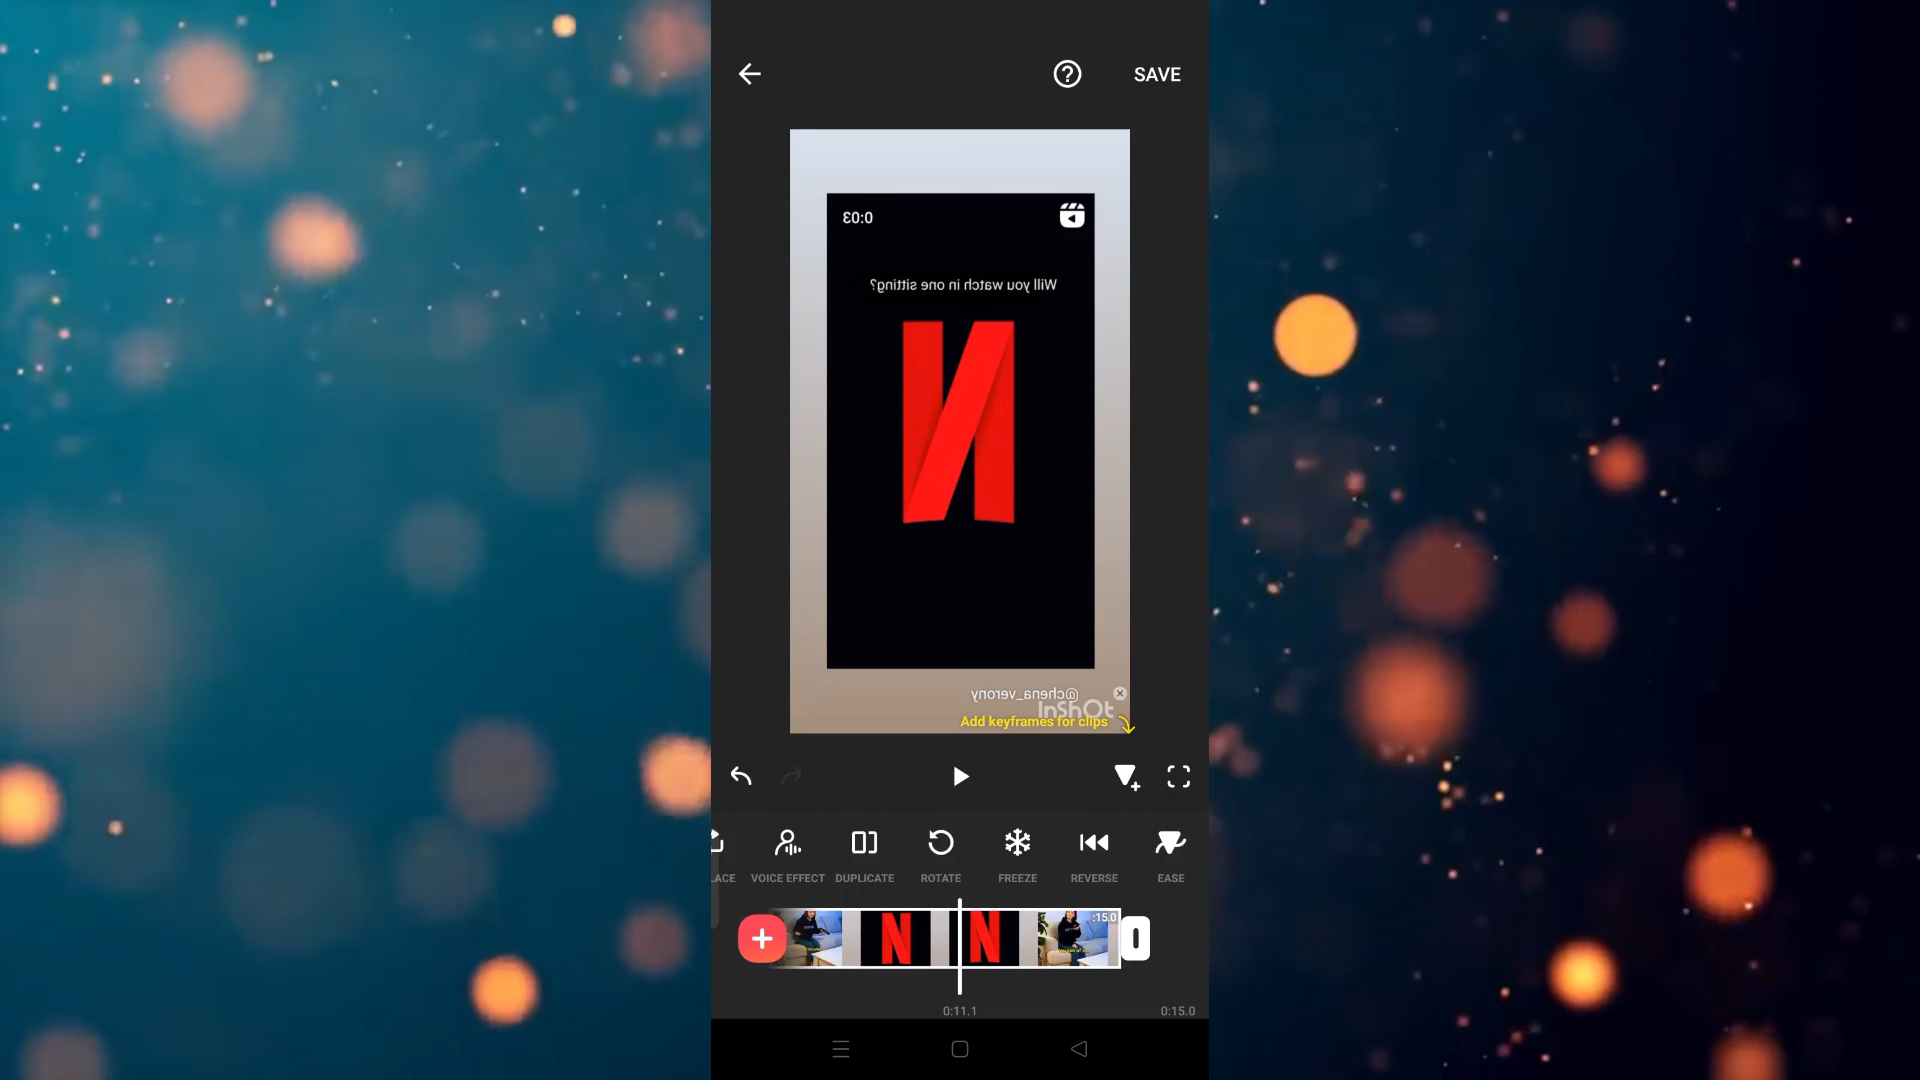 SAVE
0:03
Will you watch in one sitting?
@chena_verony
InShOt
Add keyframes for clips
LACE VOICE EFFECT DUPLICATE ROTATE FREEZE REVERSE EASE
:15.0
0:11.1 0:15.0